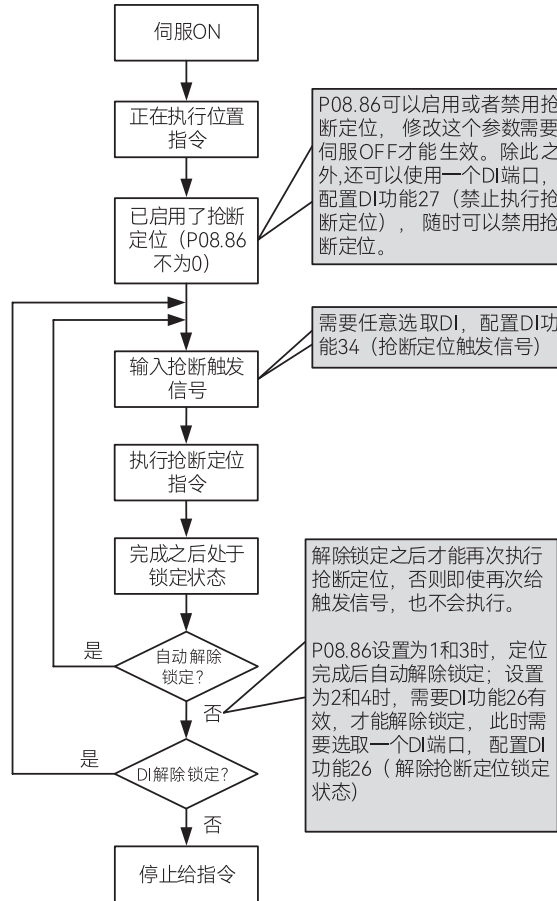 伺服ON
正在执行位置
指令
P08.86可以启用或者禁用抢
断定位， 修改这个参数需要
伺服OFF才能生效。除此之
外,还可以使用一个DI端口，
配置DI功能27（禁止执行抢
断定位）， 随时可以禁用抢
断定位。
已启用了抢断
定位（P08.86
不为0）
需要任意选取DI，配置DI功
能34（抢断定位触发信号）
输入抢断触发
信号
执行抢断定位
指令
完成之后处于
锁定状态
解除锁定之后才能再次执行
抢断定位，否则即使再次给
触发信号，也不会执行。
P08.86设置为1和3时，定位
完成后自动解除锁定；设置
为2和4时，需要DI功能26有
效，才能解除锁定， 此时需
要选取一个DI端口， 配置DI
功能26（ 解除抢断定位锁定
状态）
是
自动解除
锁定？
否
是
DI解除锁定？
否
停止给指令